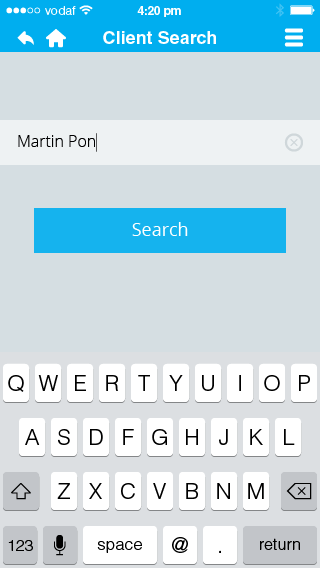 vodaf 4:20 pm
Client Search
Martin Pon
Search
Q W E R T Y U I O P
A S D F G H J K L
Z X C V B N M
123 space @ . return